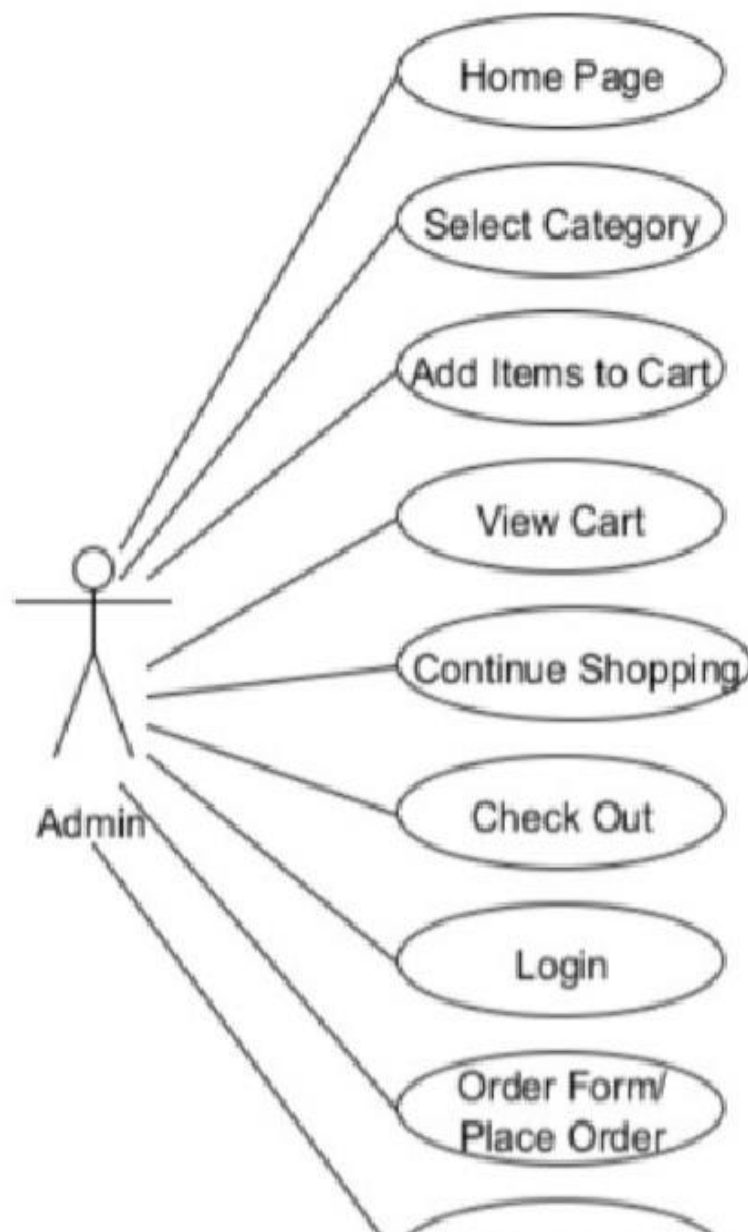 Home Page
Select Category
Add Items to Cart
View Cart
Continue Shopping
Admin
Check Out
Login
Order Form/
Place Order